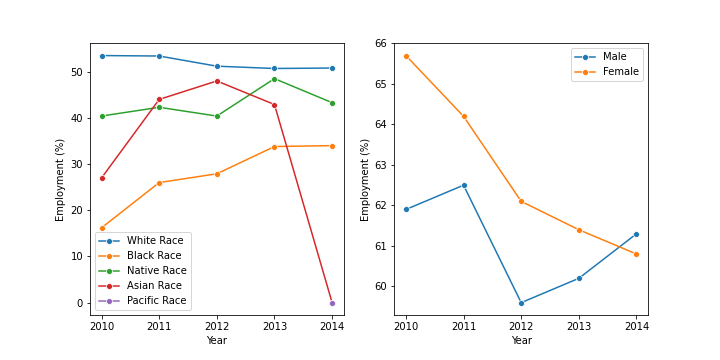 Employment (%)
50
40
30
20
10
0
White Race
Black Race
Native Race
Asian Race
Pacific Race
2010 2011 2012 2013 2014
Year
Employment (%)
66
65
64
63
62
61
60
Male
Female
2010 2011 2012 2013 2014
Year